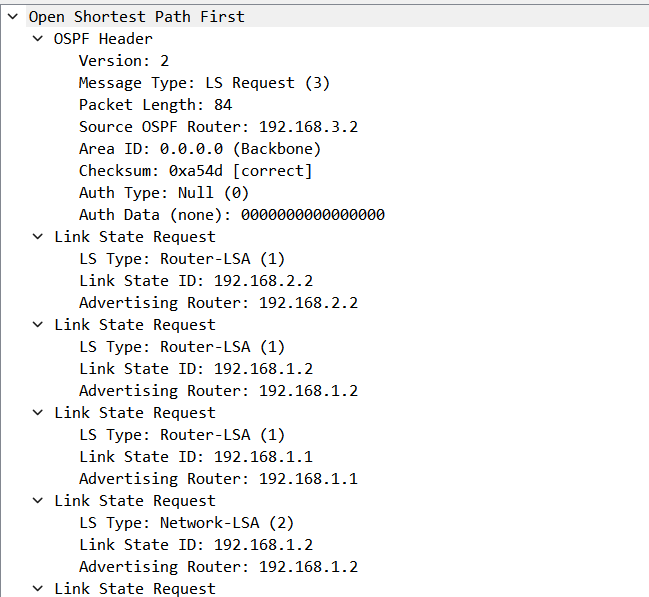 Open Shortest Path First
OSPF Header
Version: 2
Message Type: LS Request (3)
Packet Length: 84
Source OSPF Router: 192.168.3.2
Area ID: 0.0.0.0 (Backbone)
Checksum: 0xa54d [correct]
Auth Type: Null (0)
Auth Data (none): 0000000000000000
Link State Request
LS Type: Router-LSA (1)
Link State ID: 192.168.2.2
Advertising Router: 192.168.2.2
Link State Request
LS Type: Router-LSA (1)
Link State ID: 192.168.1.2
Advertising Router: 192.168.1.2
Link State Request
LS Type: Router-LSA (1)
Link State ID: 192.168.1.1
Advertising Router: 192.168.1.1
Link State Request
LS Type: Network-LSA (2)
Link State ID: 192.168.1.2
Advertising Router: 192.168.1.2
Link State Request